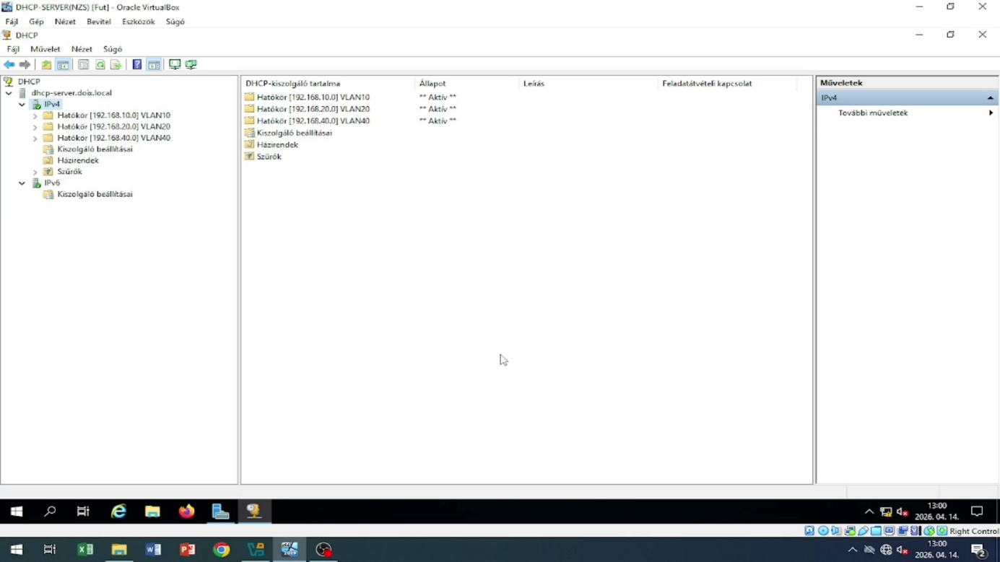 DHCP-SERVER(NZS) [Fut] - Oracle VirtualBox
Fájl Gép Nézet Bevitel Eszközök Súgó
DHCP
Fájl Művelet Nézet Súgó
DHCP
dhcp-server.doix.local
IPv4
Hatókör [192.168.10.0] VLAN10
Hatókör [192.168.20.0] VLAN20
Hatókör [192.168.40.0] VLAN40
Kiszolgáló beállításai
Házirendek
Szűrők
IPv6
Kiszolgáló beállításai
DHCP-kiszolgáló tartalma Állapot Leírás Feladatátvételi kapcsolat
Hatókör [192.168.10.0] VLAN10 ** Aktív **
Hatókör [192.168.20.0] VLAN20 ** Aktív **
Hatókör [192.168.40.0] VLAN40 ** Aktív **
Kiszolgáló beállításai
Házirendek
Szűrők
Műveletek
IPv4
További műveletek
13:00
2026. 04. 14.
Right Control
13:00
2026. 04. 14.
2